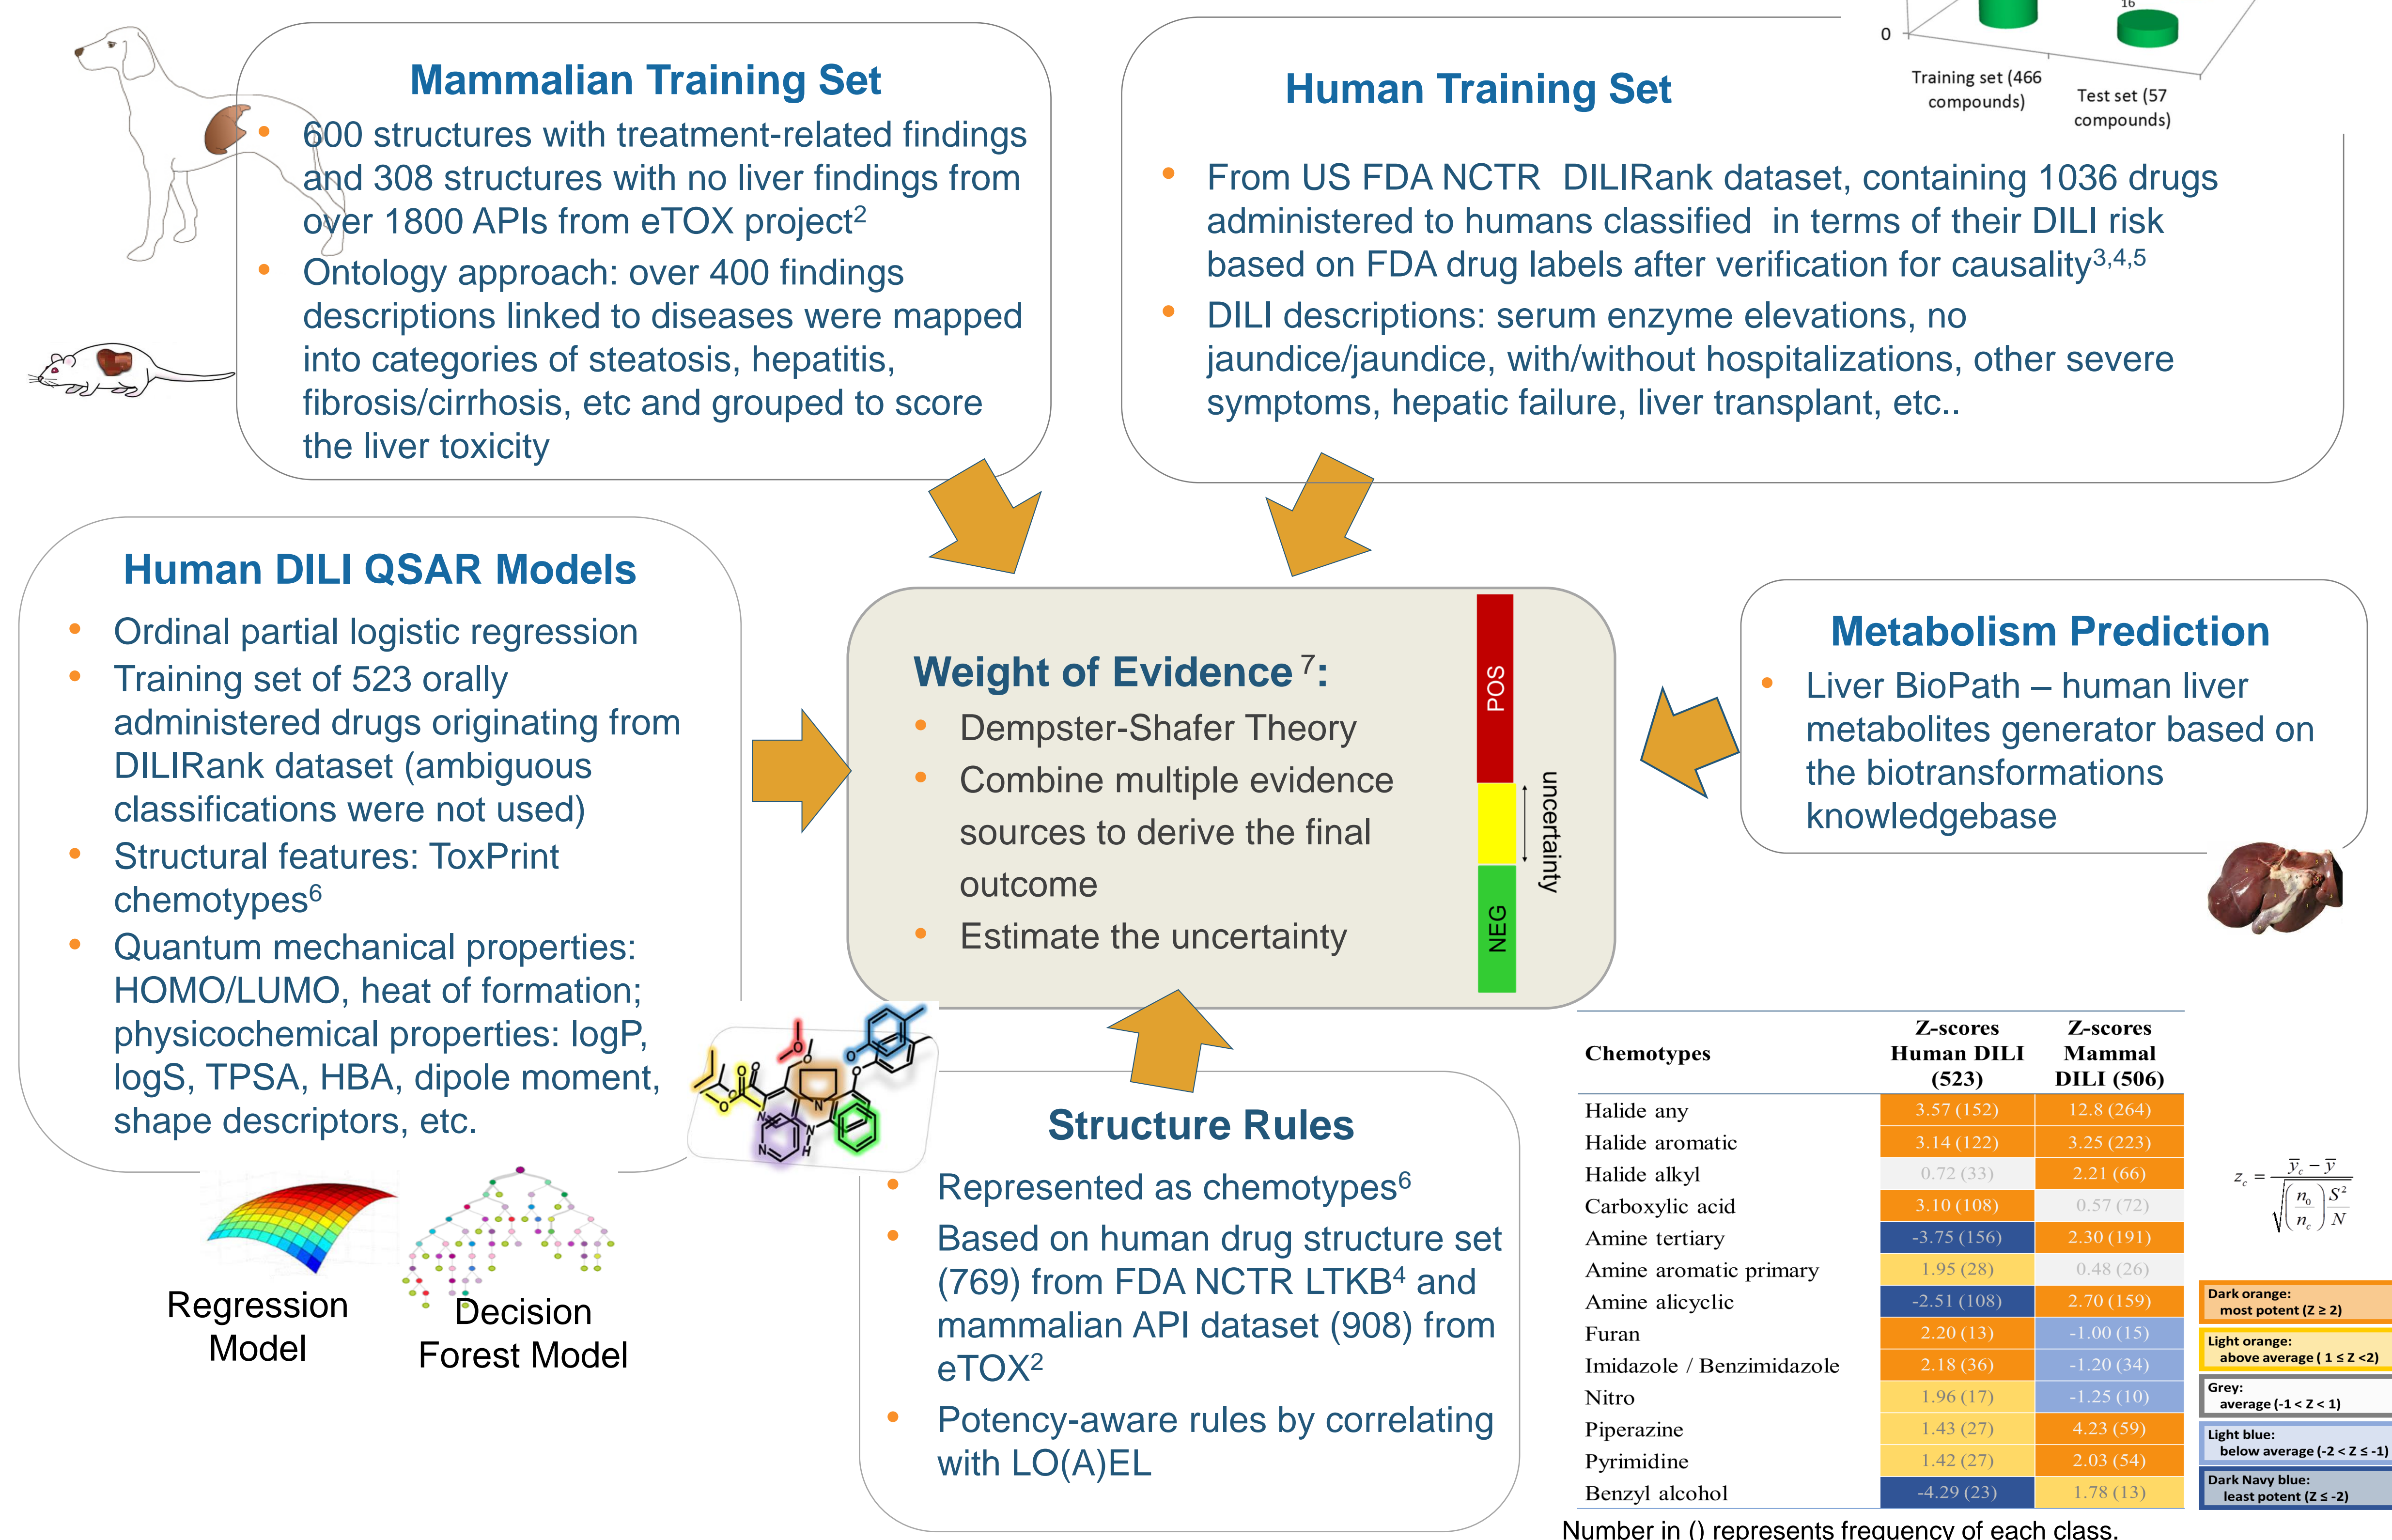 16
0
Training set (466
compounds)
Test set (57
compounds)
Mammalian Training Set
• 600 structures with treatment-related findings
and 308 structures with no liver findings from
over 1800 APIs from eTOX project2
• Ontology approach: over 400 findings
descriptions linked to diseases were mapped
into categories of steatosis, hepatitis,
fibrosis/cirrhosis, etc and grouped to score
the liver toxicity
Human Training Set
• From US FDA NCTR DILIRank dataset, containing 1036 drugs
administered to humans classified in terms of their DILI risk
based on FDA drug labels after verification for causality3,4,5
• DILI descriptions: serum enzyme elevations, no
jaundice/jaundice, with/without hospitalizations, other severe
symptoms, hepatic failure, liver transplant, etc..
Human DILI QSAR Models
• Ordinal partial logistic regression
• Training set of 523 orally
administered drugs originating from
DILIRank dataset (ambiguous
classifications were not used)
• Structural features: ToxPrint
chemotypes6
• Quantum mechanical properties:
HOMO/LUMO, heat of formation;
physicochemical properties: logP,
logS, TPSA, HBA, dipole moment,
shape descriptors, etc.
Regression
Model
Decision
Forest Model
Weight of Evidence 7:
• Dempster-Shafer Theory
• Combine multiple evidence
sources to derive the final
outcome
• Estimate the uncertainty
POS
uncertainty
NEG
Metabolism Prediction
• Liver BioPath – human liver
metabolites generator based on
the biotransformations
knowledgebase
Structure Rules
• Represented as chemotypes6
• Based on human drug structure set
(769) from FDA NCTR LTKB4 and
mammalian API dataset (908) from
eTOX2
• Potency-aware rules by correlating
with LO(A)EL
Chemotypes Z-scores Human DILI (523) Z-scores Mammal DILI (506)
Halide any 3.57 (152) 12.8 (264)
Halide aromatic 3.14 (122) 3.25 (223)
Halide alkyl 0.72 (33) 2.21 (66)
Carboxylic acid 3.10 (108) 0.57 (72)
Amine tertiary -3.75 (156) 2.30 (191)
Amine aromatic primary 1.95 (28) 0.48 (26)
Amine alicyclic -2.51 (108) 2.70 (159)
Furan 2.20 (13) -1.00 (15)
Imidazole / Benzimidazole 2.18 (36) -1.20 (34)
Nitro 1.96 (17) -1.25 (10)
Piperazine 1.43 (27) 4.23 (59)
Pyrimidine 1.42 (27) 2.03 (54)
Benzyl alcohol -4.29 (23) 1.78 (13)
Number in () represents frequency of each class.
z_c = (ȳ_c − ȳ) / √((n_0/n_c) S²/N)
Dark orange:
most potent (Z ≥ 2)
Light orange:
above average ( 1 ≤ Z <2)
Grey:
average (-1 < Z < 1)
Light blue:
below average (-2 < Z ≤ -1)
Dark Navy blue:
least potent (Z ≤ -2)